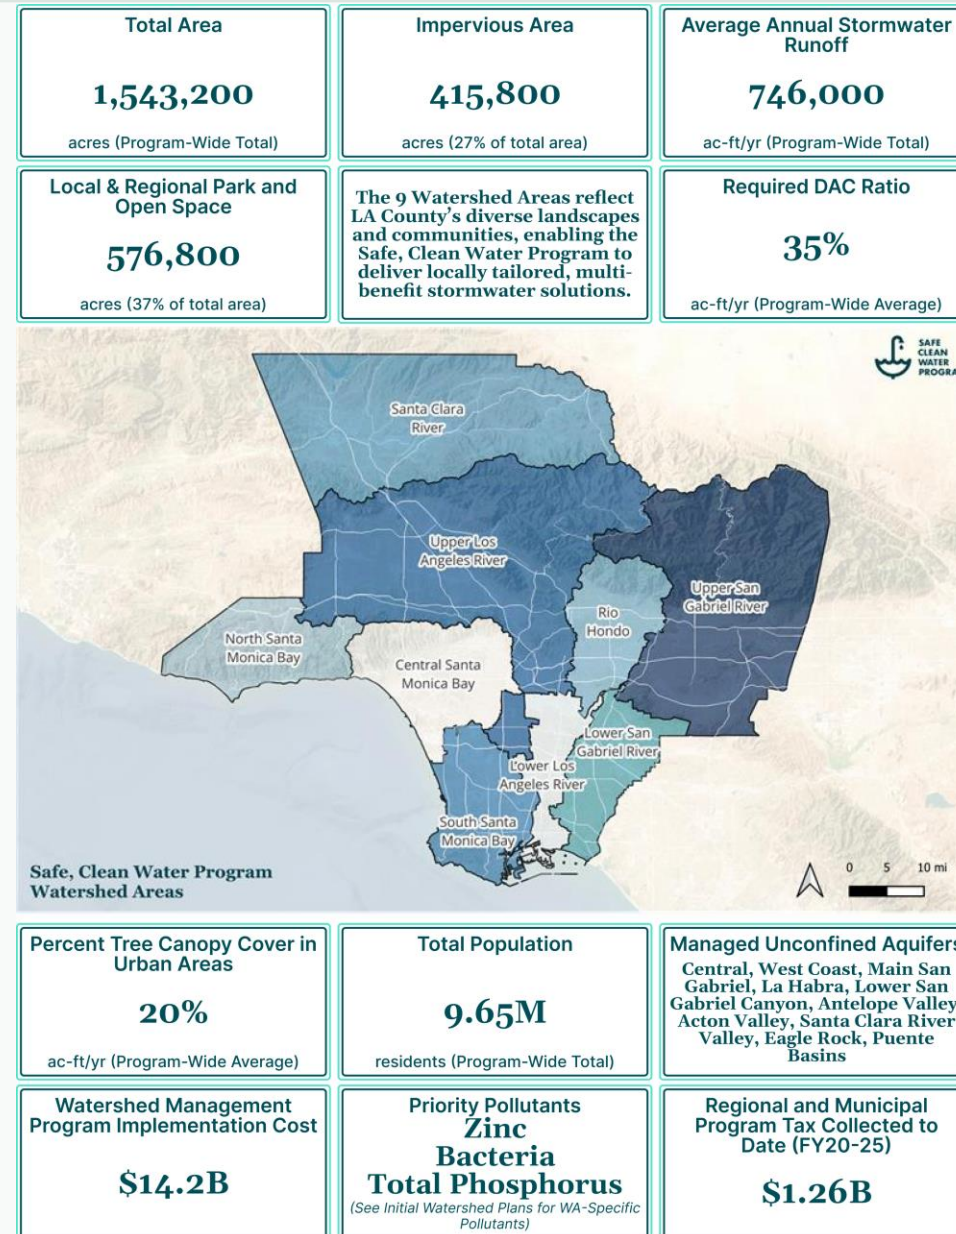 Total Area
1,543,200
acres (Program-Wide Total)
Impervious Area
415,800
acres (27% of total area)
Average Annual Stormwater
Runoff
746,000
ac-ft/yr (Program-Wide Total)
Local & Regional Park and
Open Space
576,800
acres (37% of total area)
The 9 Watershed Areas reflect
LA County's diverse landscapes
and communities, enabling the
Safe, Clean Water Program to
deliver locally tailored, multi-
benefit stormwater solutions.
Required DAC Ratio
35%
ac-ft/yr (Program-Wide Average)
SAFE
CLEAN
WATER
PROGRA
Santa Clara
River
Upper Los
Angeles River
Upper San
Gabriel River
Rio
Hondo
North Santa
Monica Bay
Central Santa
Monica Bay
Lower San
Gabriel River
Lower Los
Angeles River
South Santa
Monica Bay
Safe, Clean Water Program
Watershed Areas
0 5 10 mi
Percent Tree Canopy Cover in
Urban Areas
20%
ac-ft/yr (Program-Wide Average)
Total Population
9.65M
residents (Program-Wide Total)
Managed Unconfined Aquifers
Central, West Coast, Main San
Gabriel, La Habra, Lower San
Gabriel Canyon, Antelope Valley
Acton Valley, Santa Clara River
Valley, Eagle Rock, Puente
Basins
Watershed Management
Program Implementation Cost
$14.2B
Priority Pollutants
Zinc
Bacteria
Total Phosphorus
(See Initial Watershed Plans for WA-Specific
Pollutants)
Regional and Municipal
Program Tax Collected to
Date (FY20-25)
$1.26B